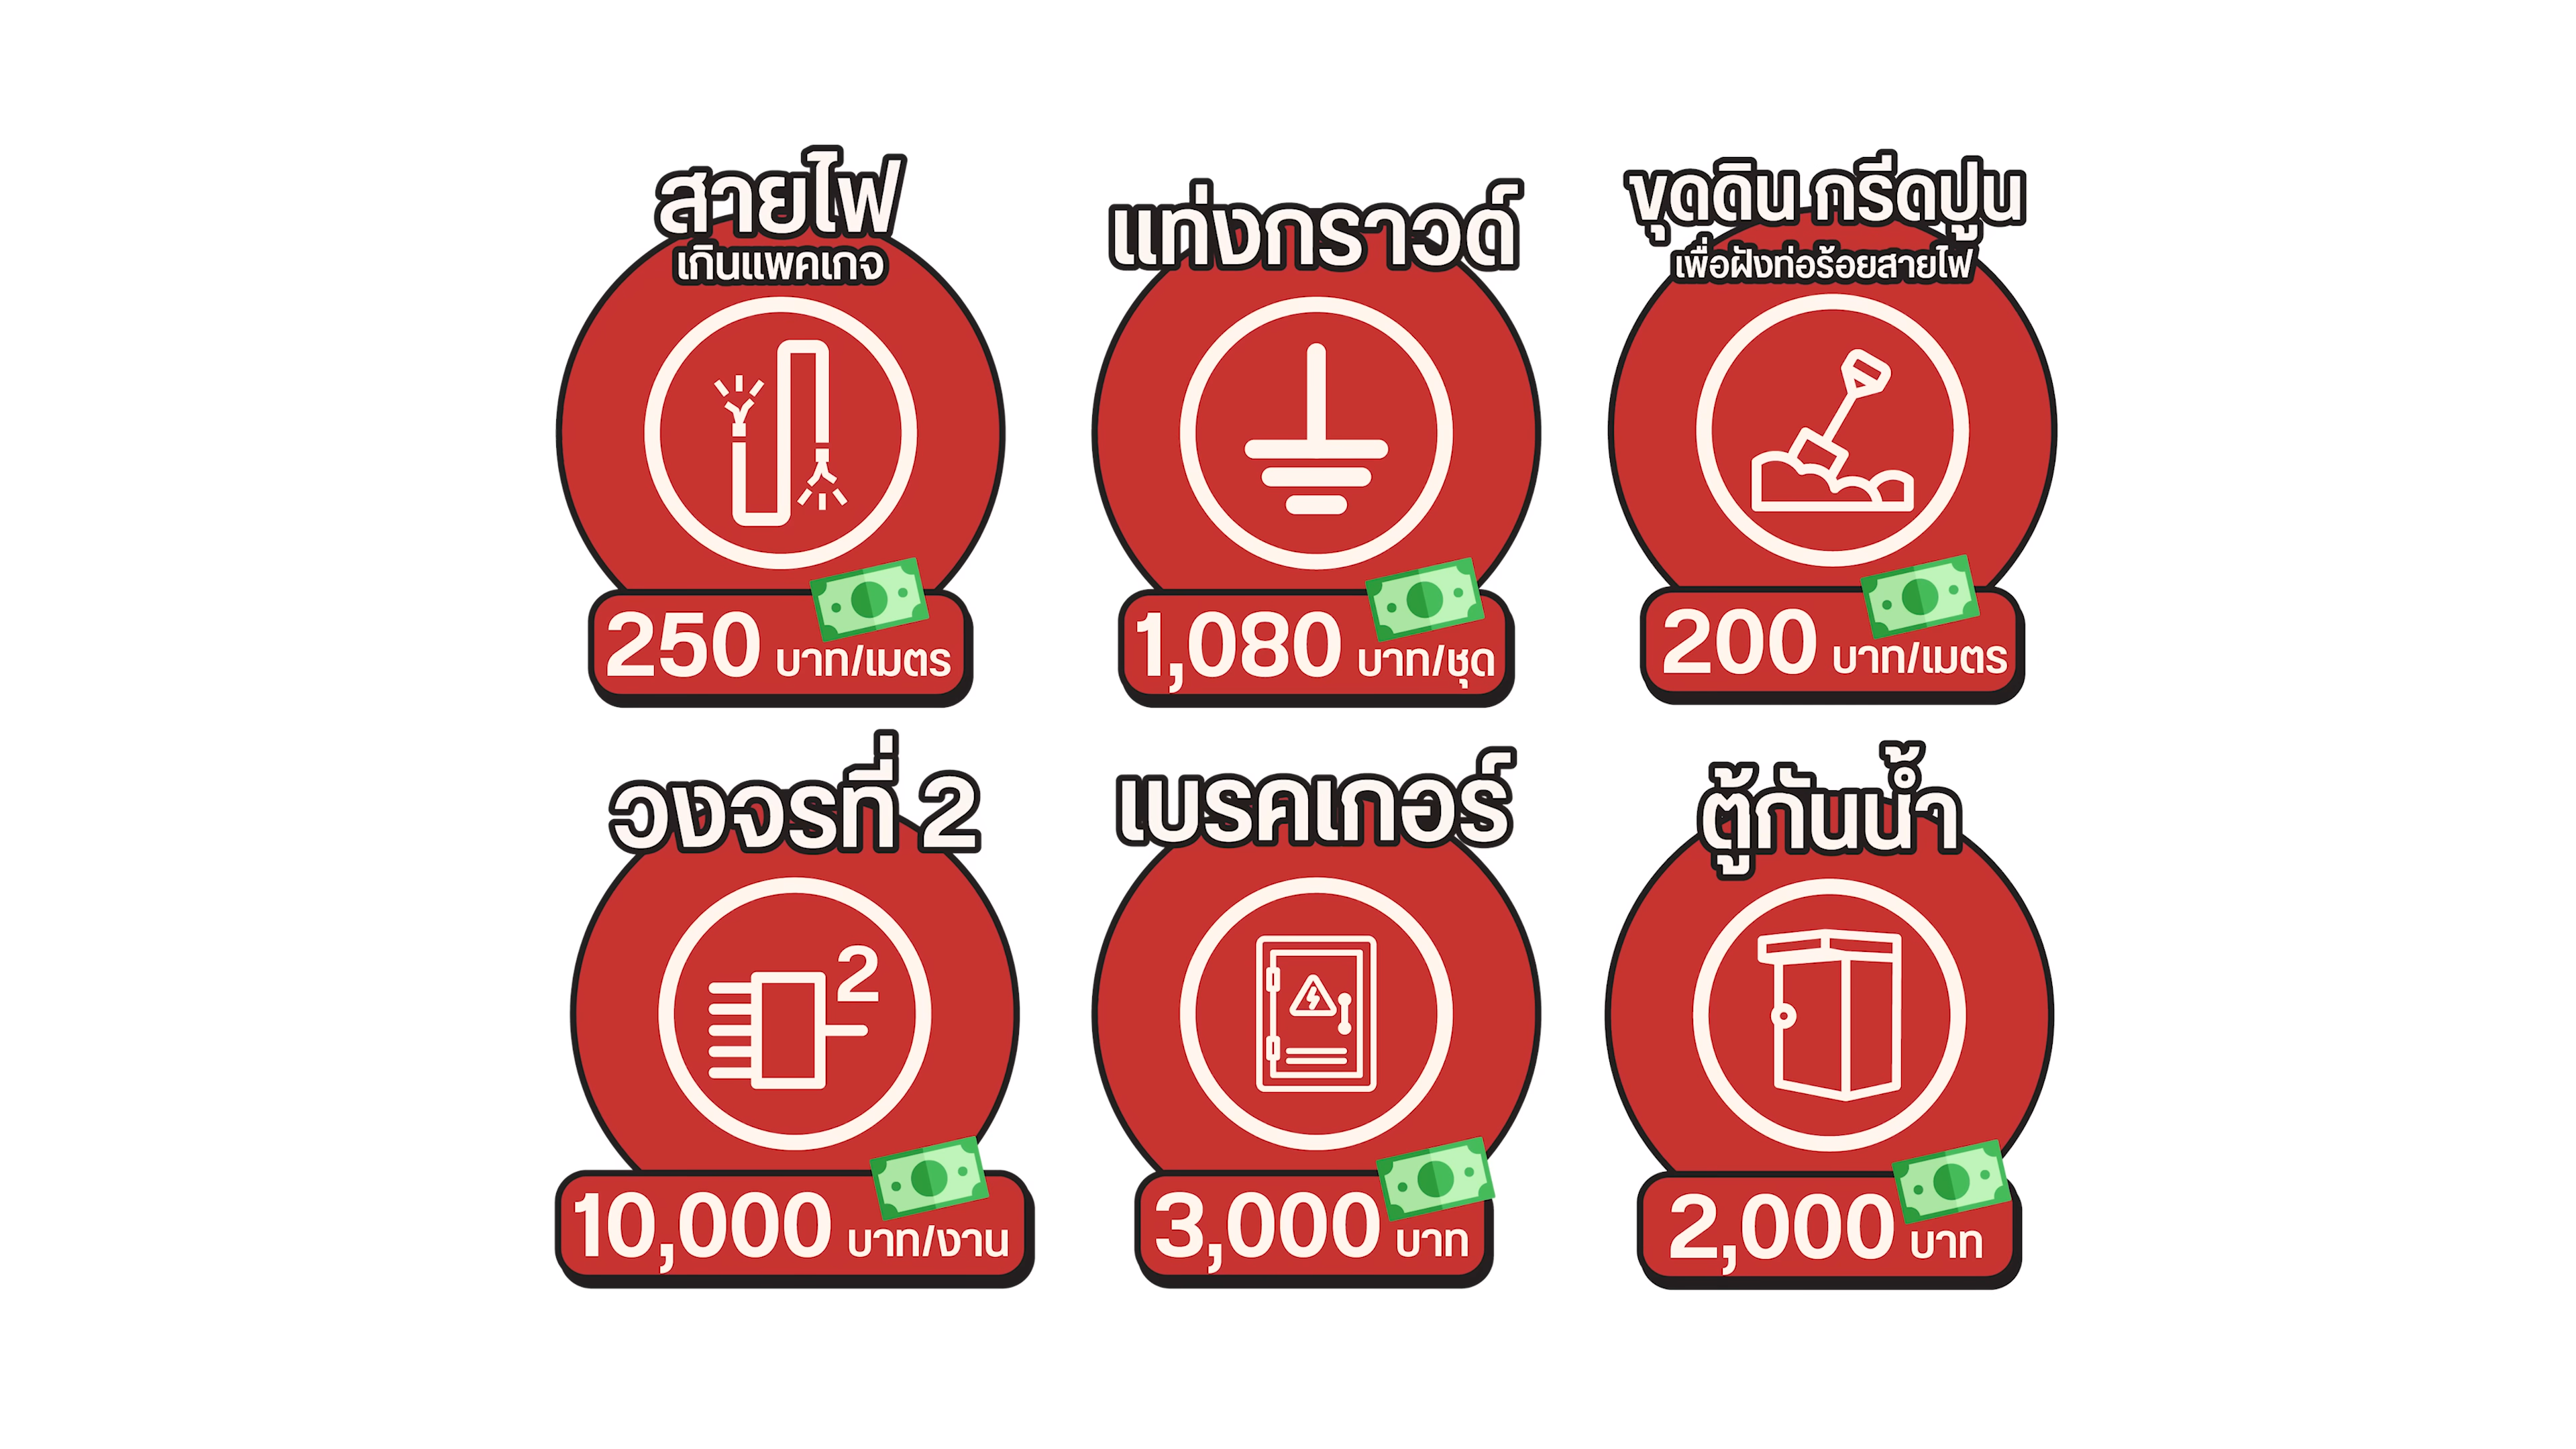 สายไฟ
เกินแพคเกจ
250 บาท/เมตร
แท่งกราวด์
1,080 บาท/ชุด
ขุดดิน กรีดปูน
เพื่อฝังท่อร้อยสายไฟ
200 บาท/เมตร
วงจรที่ 2
2
10,000 บาท/งาน
เบรคเกอร์
3,000 บาท
ตู้กันน้ำ
2,000 บาท